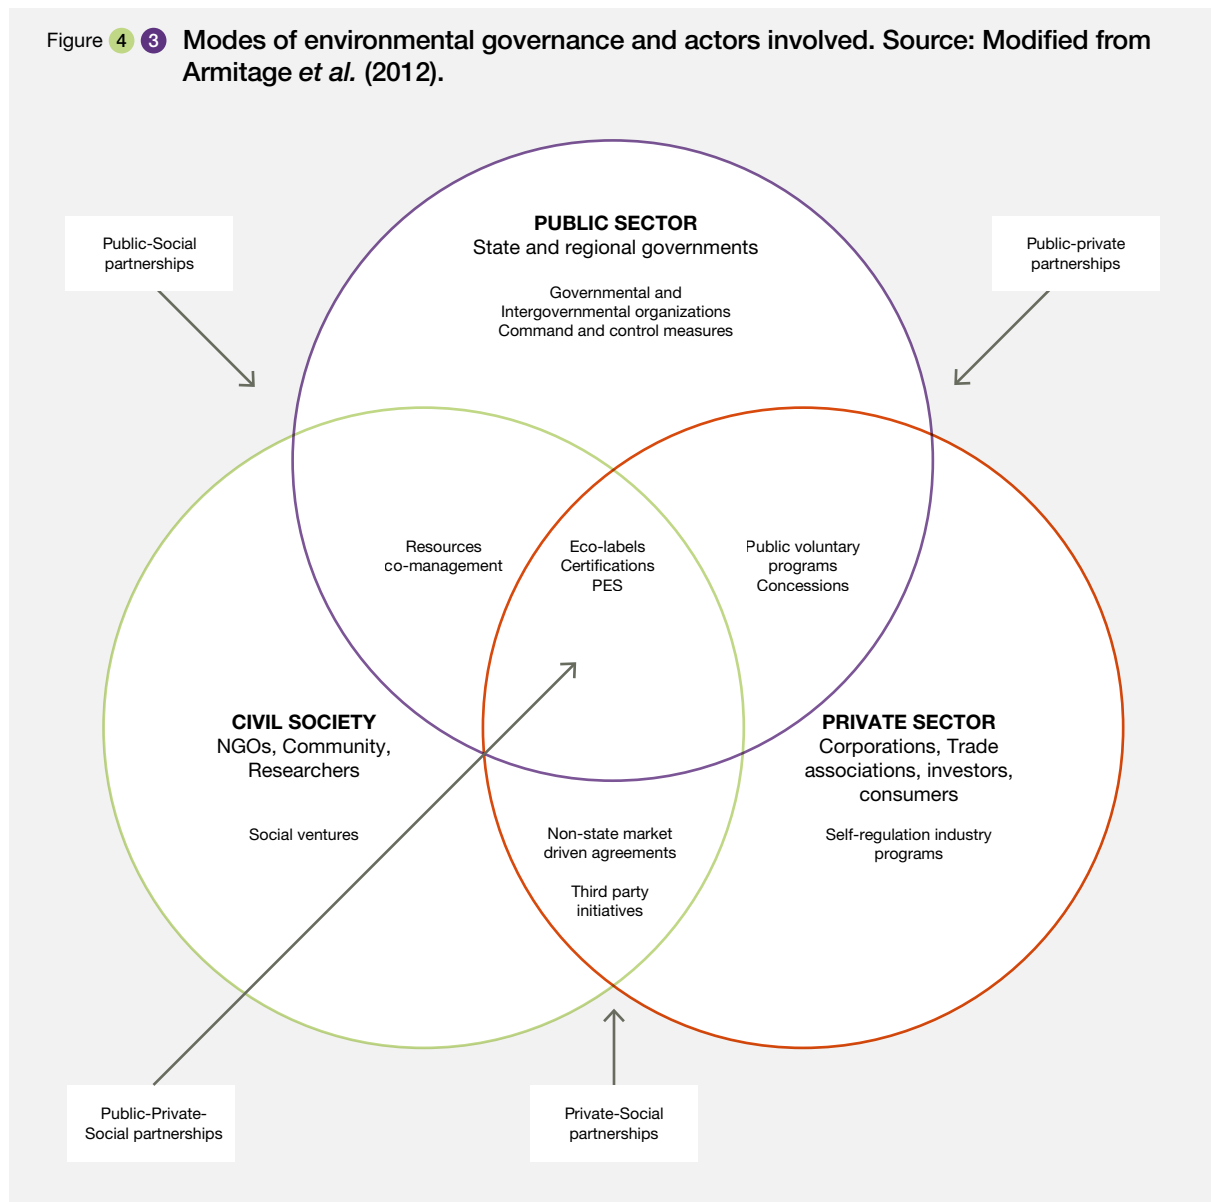 Figure 4 3 Modes of environmental governance and actors involved. Source: Modified from
Armitage et al. (2012).
PUBLIC SECTOR
State and regional governments
Governmental and
Intergovernmental organizations
Command and control measures
Public-Social
partnerships
Public-private
partnerships
Resources
co-management
Eco-labels
Certifications
PES
Public voluntary
programs
Concessions
CIVIL SOCIETY
NGOs, Community,
Researchers
Social ventures
PRIVATE SECTOR
Corporations, Trade
associations, investors,
consumers
Self-regulation industry
programs
Non-state market
driven agreements
Third party
initiatives
Public-Private-
Social partnerships
Private-Social
partnerships